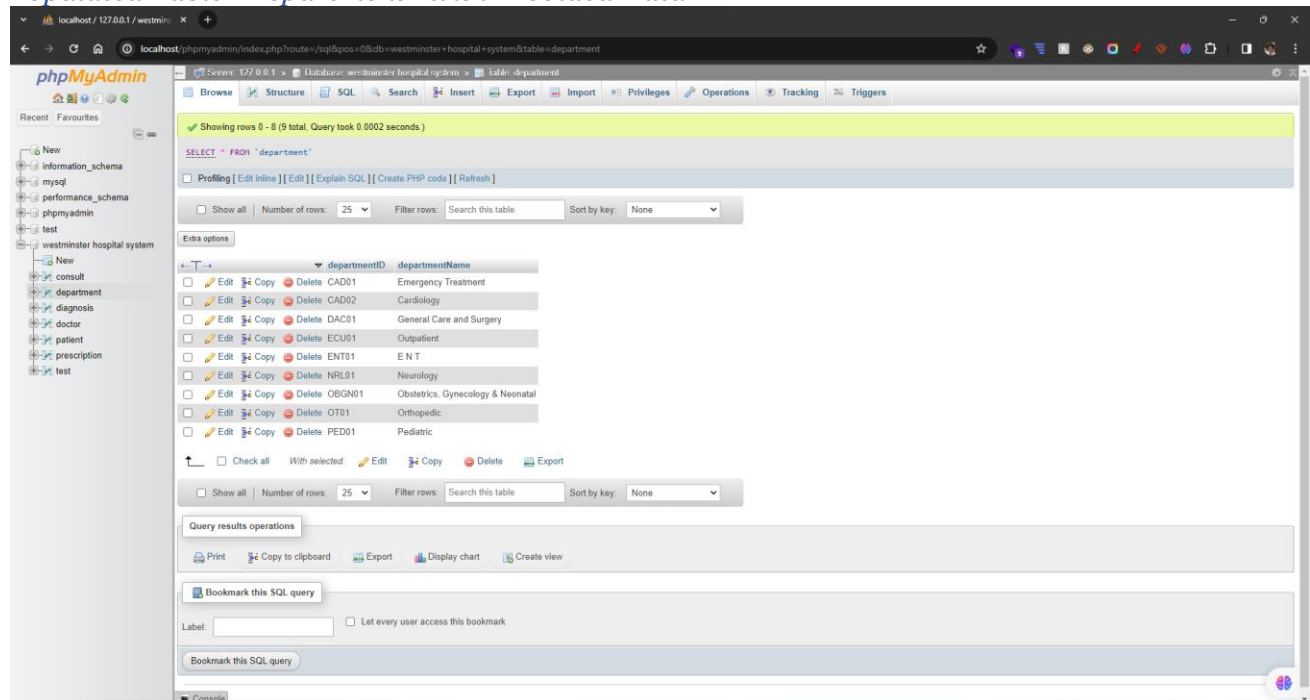 localhost / 127.0.0.1 / westmins
localhost/phpmyadmin/index.php?route=/sql&pos=0&db=westminster+hospital+system&table=department
phpMyAdmin
Recent Favourites
New
information_schema
mysql
performance_schema
phpmyadmin
test
westminster hospital system
New
consult
department
diagnosis
doctor
patient
prescription
test
Server: 127.0.0.1 » Database: westminster hospital system » Table: department
Browse Structure SQL Search Insert Export Import Privileges Operations Tracking Triggers
Showing rows 0 - 8 (9 total, Query took 0.0002 seconds.)
SELECT * FROM `department`
Profiling [ Edit inline ] [ Edit ] [ Explain SQL ] [ Create PHP code ] [ Refresh ]
Show all | Number of rows: 25 Filter rows: Search this table Sort by key: None
Extra options
←T→ departmentID departmentName
Edit Copy Delete CAD01 Emergency Treatment
Edit Copy Delete CAD02 Cardiology
Edit Copy Delete DAC01 General Care and Surgery
Edit Copy Delete ECU01 Outpatient
Edit Copy Delete ENT01 E N T
Edit Copy Delete NRL01 Neurology
Edit Copy Delete OBGN01 Obstetrics, Gynecology & Neonatal
Edit Copy Delete OT01 Orthopedic
Edit Copy Delete PED01 Pediatric
Check all With selected: Edit Copy Delete Export
Show all | Number of rows: 25 Filter rows: Search this table Sort by key: None
Query results operations
Print Copy to clipboard Export Display chart Create view
Bookmark this SQL query
Label: Let every user access this bookmark
Bookmark this SQL query
Console